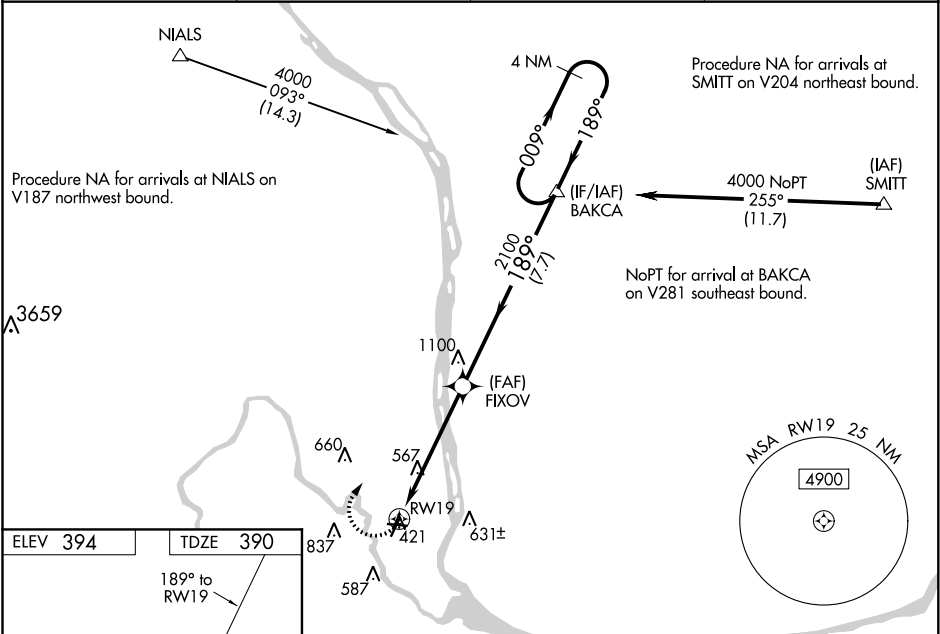 NIALS
4000
093°
(14.3)
4 NM
009°
189°
Procedure NA for arrivals at
SMITT on V204 northeast bound.
Procedure NA for arrivals at NIALS on
V187 northwest bound.
(IF/IAF)
BAKCA
4000 NoPT
255°
(11.7)
(IAF)
SMITT
2100
189°
(7.7)
NoPT for arrival at BAKCA
on V281 southeast bound.
3659
1100
(FAF)
FIXOV
660
567
RW19
421
631±
837
587
MSA RW19 25 NM
4900
ELEV 394
TDZE 390
189° to
RW19